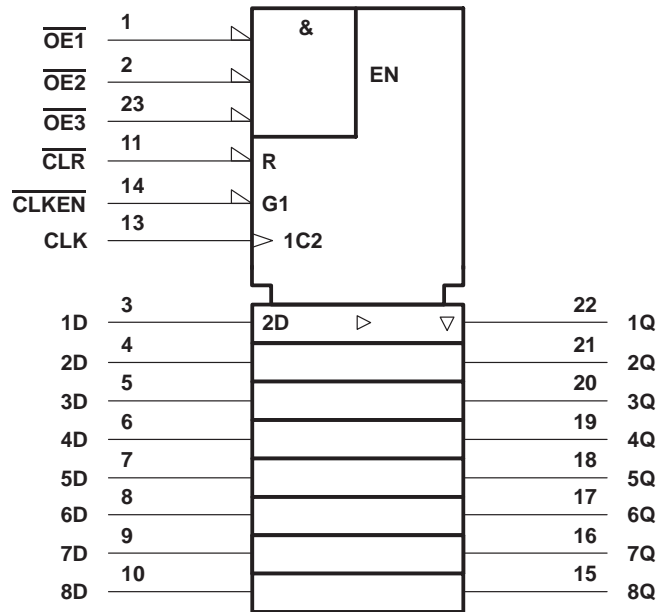 OE1 1 &
OE2 2 EN
OE3 23
CLR 11 R
CLKEN 14 G1
CLK 13 1C2
1D 3 2D 22 1Q
2D 4 21 2Q
3D 5 20 3Q
4D 6 19 4Q
5D 7 18 5Q
6D 8 17 6Q
7D 9 16 7Q
8D 10 15 8Q